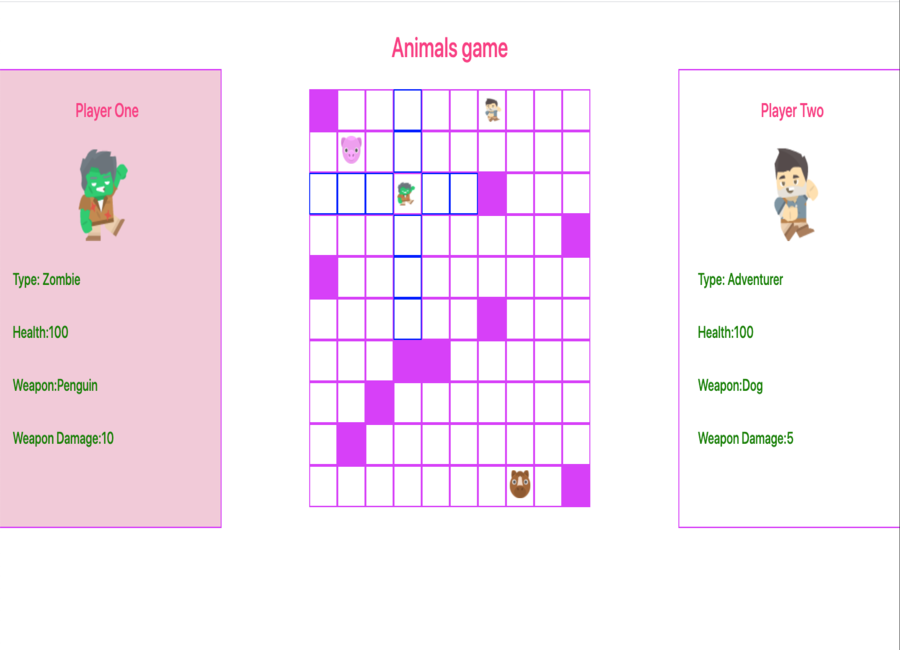 Animals game
Player One
Type: Zombie
Health:100
Weapon:Penguin
Weapon Damage:10
Player Two
Type: Adventurer
Health:100
Weapon:Dog
Weapon Damage:5